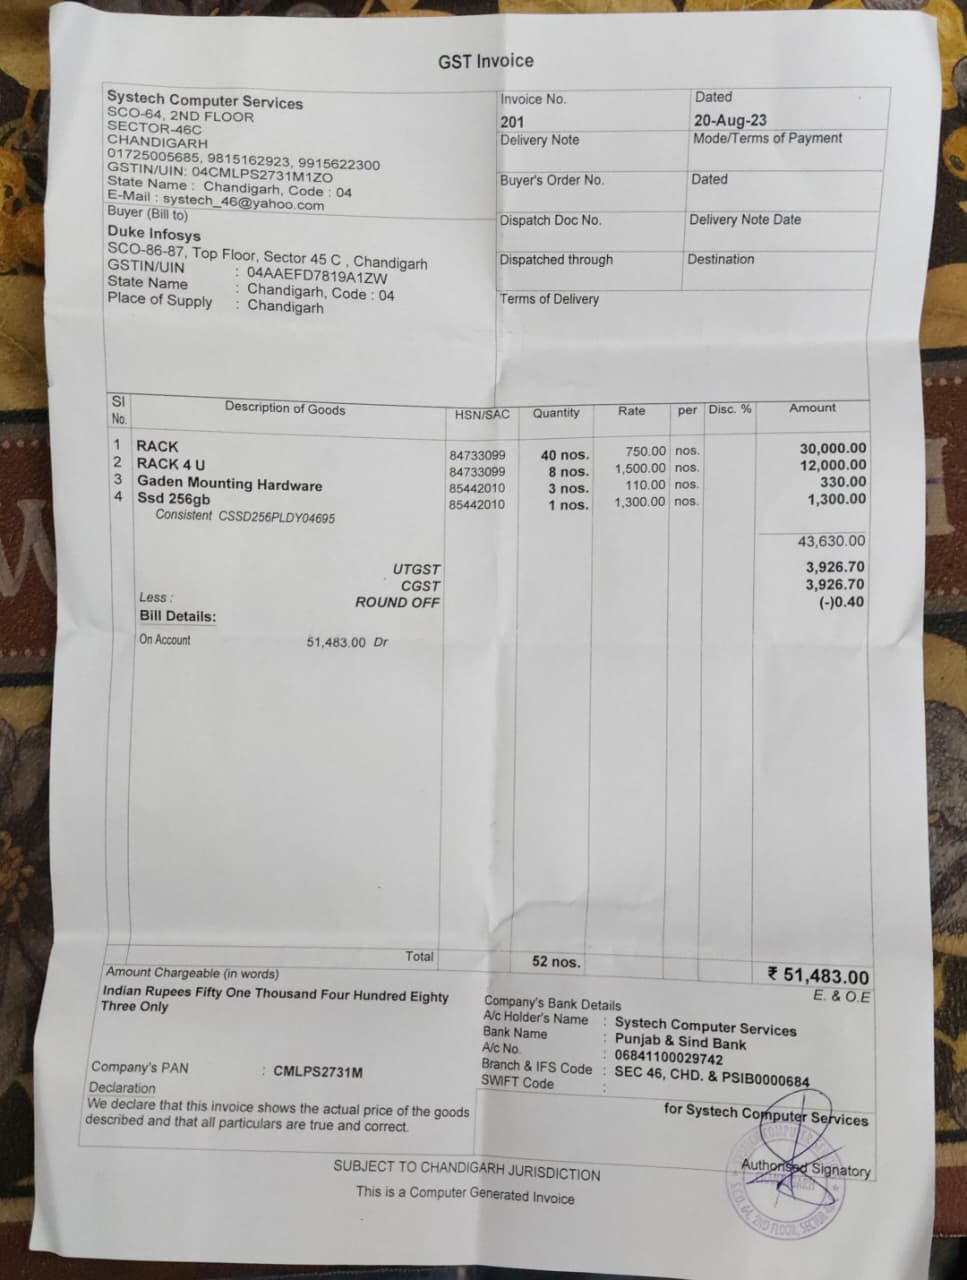 GST Invoice
Systech Computer Services
SCO-64, 2ND FLOOR
SECTOR-46C
CHANDIGARH
01725005685, 9815162923, 9915622300
GSTIN/UIN: 04CMLPS2731M1ZO
State Name : Chandigarh, Code : 04
E-Mail : systech_46@yahoo.com
Invoice No.
201
Dated
20-Aug-23
Delivery Note
Mode/Terms of Payment
Buyer's Order No.
Dated
Dispatch Doc No.
Delivery Note Date
Dispatched through
Destination
Terms of Delivery
Buyer (Bill to)
Duke Infosys
SCO-86-87, Top Floor, Sector 45 C , Chandigarh
GSTIN/UIN : 04AAEFD7819A1ZW
State Name : Chandigarh, Code : 04
Place of Supply : Chandigarh
Sl No. Description of Goods HSN/SAC Quantity Rate per Disc. % Amount
1 RACK 84733099 40 nos. 750.00 nos. 30,000.00
2 RACK 4 U 84733099 8 nos. 1,500.00 nos. 12,000.00
3 Gaden Mounting Hardware 85442010 3 nos. 110.00 nos. 330.00
4 Ssd 256gb 85442010 1 nos. 1,300.00 nos. 1,300.00
Consistent CSSD256PLDY04695
43,630.00
UTGST 3,926.70
CGST 3,926.70
Less : ROUND OFF (-)0.40
Bill Details:
On Account 51,483.00 Dr
Total 52 nos. ₹ 51,483.00
Amount Chargeable (in words) E. & O.E
Indian Rupees Fifty One Thousand Four Hundred Eighty
Three Only
Company's Bank Details
A/c Holder's Name : Systech Computer Services
Bank Name : Punjab & Sind Bank
A/c No. : 06841100029742
Branch & IFS Code : SEC 46, CHD. & PSIB0000684
SWIFT Code :
Company's PAN : CMLPS2731M
Declaration
We declare that this invoice shows the actual price of the goods
described and that all particulars are true and correct.
for Systech Computer Services
Authorised Signatory
SUBJECT TO CHANDIGARH JURISDICTION
This is a Computer Generated Invoice